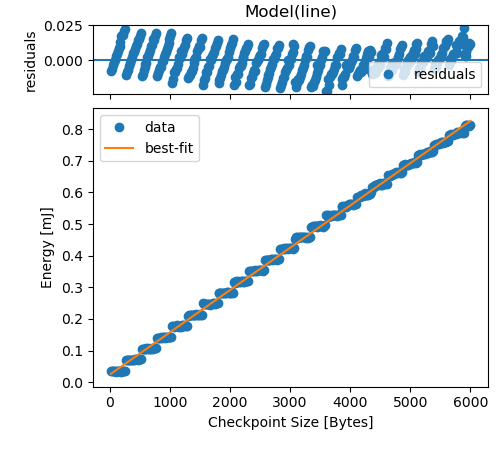 Model(line)
0.025
0.000
residuals
residuals
data
best-fit
0.8
0.7
0.6
0.5
0.4
0.3
0.2
0.1
0.0
Energy [mJ]
0 1000 2000 3000 4000 5000 6000
Checkpoint Size [Bytes]